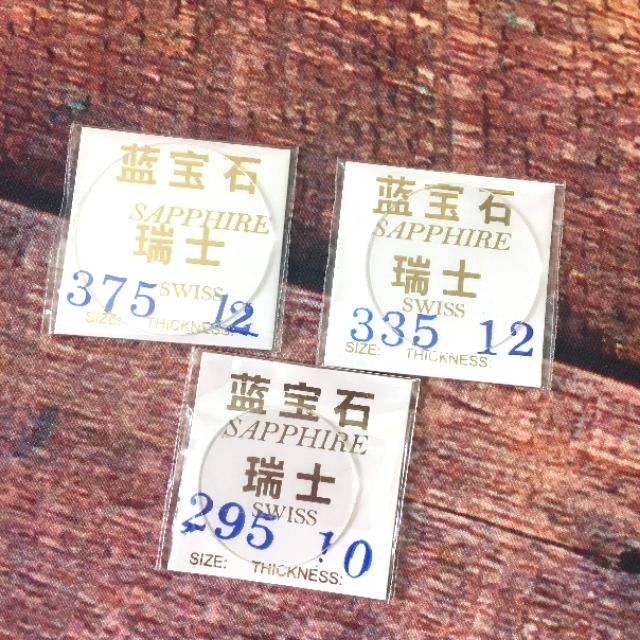 蓝宝石
SAPPHIRE
瑞士
SWISS
375 12
SIZE: THICKNESS:
蓝宝石
SAPPHIRE
瑞士
SWISS
335 12
SIZE: THICKNESS:
蓝宝石
SAPPHIRE
瑞士
SWISS
295 10
SIZE: THICKNESS: